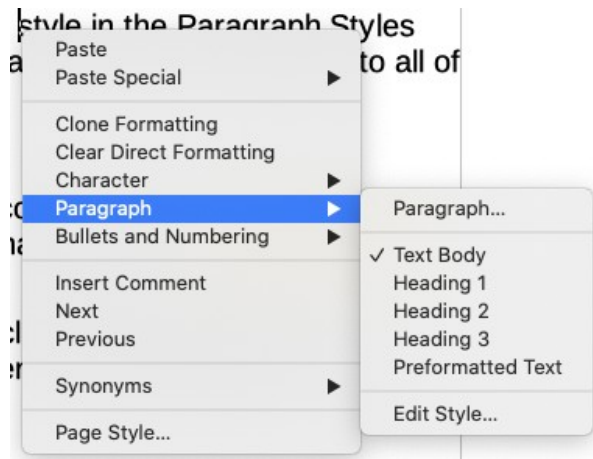 style in the Paragraph Styles
to all of
Paste
Paste Special
Clone Formatting
Clear Direct Formatting
Character
Paragraph
Bullets and Numbering
Insert Comment
Next
Previous
Synonyms
Page Style...
Paragraph...
✓ Text Body
Heading 1
Heading 2
Heading 3
Preformatted Text
Edit Style...